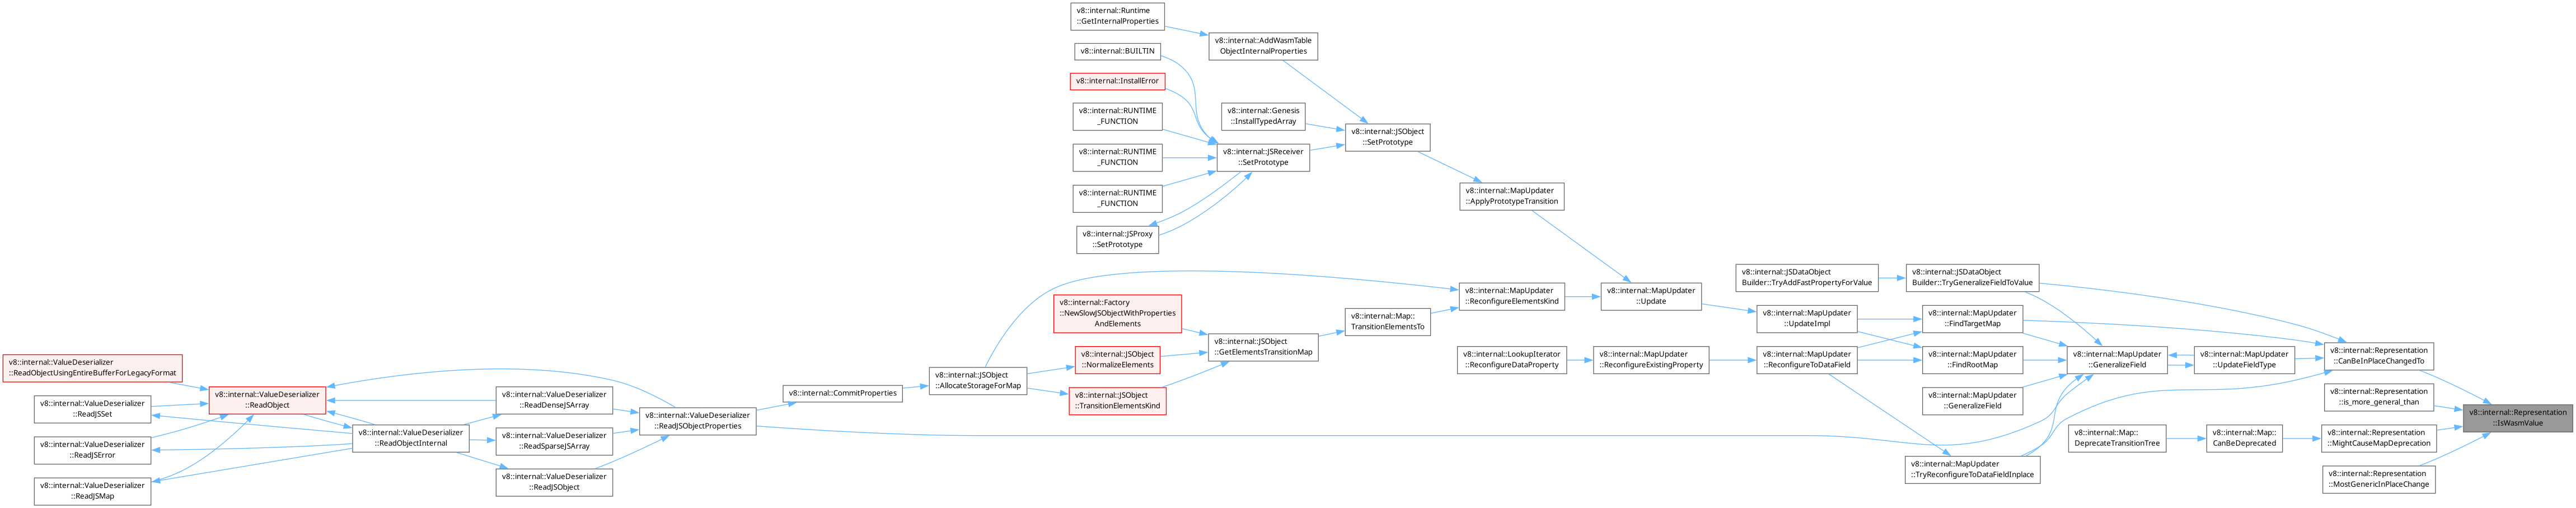 v8::internal::Runtime
::GetInternalProperties
v8::internal::AddWasmTable
ObjectInternalProperties
v8::internal::BUILTIN
v8::internal::InstallError
v8::internal::RUNTIME
_FUNCTION
v8::internal::Genesis
::InstallTypedArray
v8::internal::JSObject
::SetPrototype
v8::internal::RUNTIME
_FUNCTION
v8::internal::JSReceiver
::SetPrototype
v8::internal::RUNTIME
_FUNCTION
v8::internal::MapUpdater
::ApplyPrototypeTransition
v8::internal::JSProxy
::SetPrototype
v8::internal::JSDataObject
Builder::TryAddFastPropertyForValue
v8::internal::JSDataObject
Builder::TryGeneralizeFieldToValue
v8::internal::MapUpdater
::ReconfigureElementsKind
v8::internal::MapUpdater
::Update
v8::internal::Factory
::NewSlowJSObjectWithProperties
AndElements
v8::internal::Map::
TransitionElementsTo
v8::internal::MapUpdater
::UpdateImpl
v8::internal::MapUpdater
::FindTargetMap
v8::internal::JSObject
::GetElementsTransitionMap
v8::internal::Representation
::CanBeInPlaceChangedTo
v8::internal::ValueDeserializer
::ReadObjectUsingEntireBufferForLegacyFormat
v8::internal::JSObject
::NormalizeElements
v8::internal::LookupIterator
::ReconfigureDataProperty
v8::internal::MapUpdater
::ReconfigureExistingProperty
v8::internal::MapUpdater
::ReconfigureToDataField
v8::internal::MapUpdater
::FindRootMap
v8::internal::MapUpdater
::GeneralizeField
v8::internal::MapUpdater
::UpdateFieldType
v8::internal::JSObject
::AllocateStorageForMap
v8::internal::CommitProperties
v8::internal::JSObject
::TransitionElementsKind
v8::internal::MapUpdater
::GeneralizeField
v8::internal::Representation
::is_more_general_than
v8::internal::ValueDeserializer
::ReadObject
v8::internal::ValueDeserializer
::ReadDenseJSArray
v8::internal::ValueDeserializer
::ReadJSSet
v8::internal::ValueDeserializer
::ReadJSObjectProperties
v8::internal::Representation
::IsWasmValue
v8::internal::ValueDeserializer
::ReadObjectInternal
v8::internal::ValueDeserializer
::ReadSparseJSArray
v8::internal::Map::
DeprecateTransitionTree
v8::internal::Map::
CanBeDeprecated
v8::internal::Representation
::MightCauseMapDeprecation
v8::internal::ValueDeserializer
::ReadJSError
v8::internal::MapUpdater
::TryReconfigureToDataFieldInplace
v8::internal::Representation
::MostGenericInPlaceChange
v8::internal::ValueDeserializer
::ReadJSObject
v8::internal::ValueDeserializer
::ReadJSMap